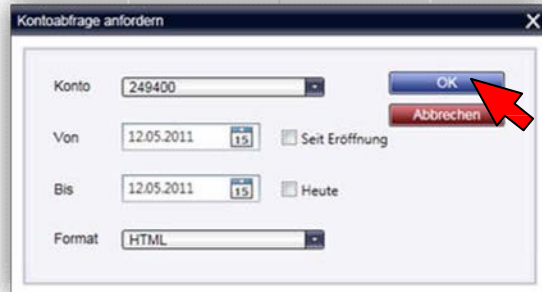 Kontoabfrage anfordern X
Konto 249400 OK
Abbrechen
Von 12.05.2011 15 Seit Eröffnung
Bis 12.05.2011 15 Heute
Format HTML